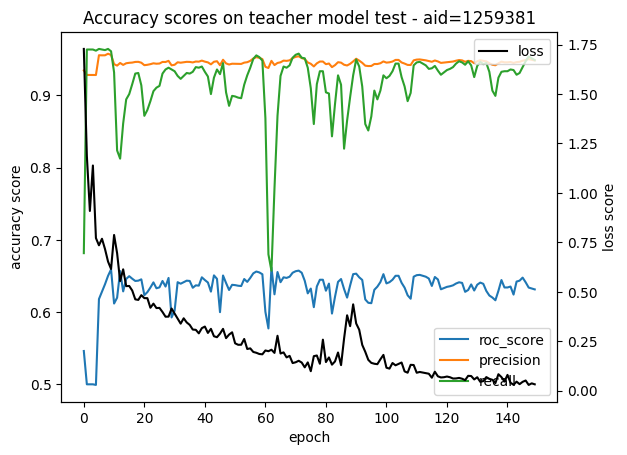 Accuracy scores on teacher model test - aid=1259381
loss
1.75
1.50
1.25
1.00
0.75
0.50
0.25
0.00
loss score
0.9
0.8
0.7
0.6
0.5
accuracy score
roc_score
precision
recall
0 20 40 60 80 100 120 140
epoch